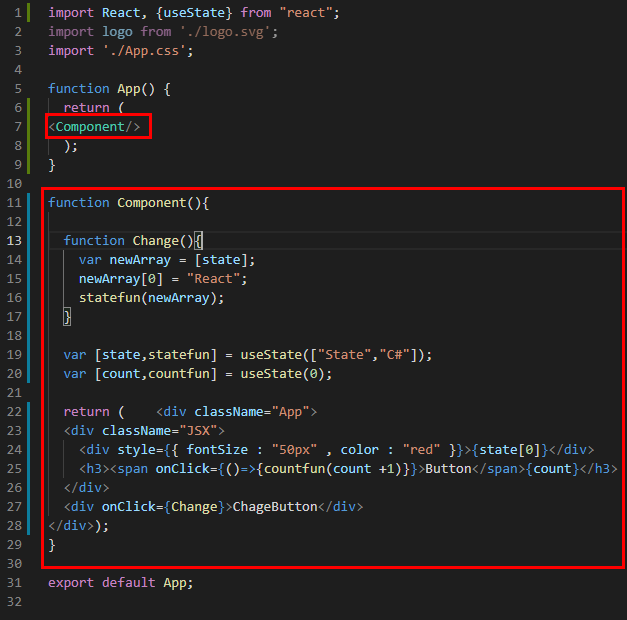 1 import React, {useState} from "react";
2 import logo from './logo.svg';
3 import './App.css';
4
5 function App() {
6 return (
7 <Component/>
8 );
9 }
10
11 function Component(){
12
13 function Change(){
14 var newArray = [state];
15 newArray[0] = "React";
16 statefun(newArray);
17 }
18
19 var [state,statefun] = useState(["State","C#"]);
20 var [count,countfun] = useState(0);
21
22 return ( <div className="App">
23 <div className="JSX">
24 <div style={{ fontSize : "50px" , color : "red" }}>{state[0]}</div>
25 <h3><span onClick={()=>{countfun(count +1)}}>Button</span>{count}</h3>
26 </div>
27 <div onClick={Change}>ChageButton</div>
28 </div>);
29 }
30
31 export default App;
32